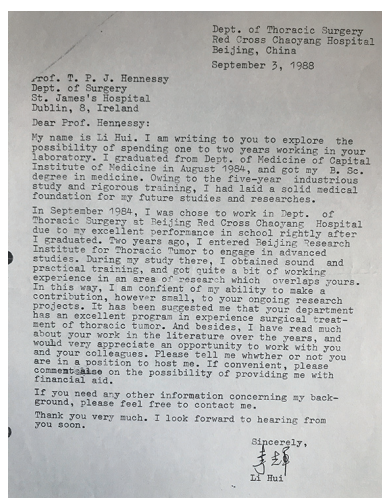 Dept. of Thoracic Surgery
Red Cross Chaoyang Hospital
Beijing, China
September 3, 1988
Prof. T. P. J. Hennessy
Dept. of Surgery
St. James's Hospital
Dublin, 8, Ireland
Dear Prof. Hennessy:
My name is Li Hui. I am writing to you to explore the
possibility of spending one to two years working in your
laboratory. I graduated from Dept. of Medicine of Capital
Institute of Medicine in August 1984, and got my B. Sc.
degree in medicine. Owing to the five-year industrious
study and rigorous training, I had laid a solid medical
foundation for my future studies and researches.
In September 1984, I was chose to work in Dept. of
Thoracic Surgery at Beijing Red Cross Chaoyang Hospital
due to my excellent performance in school rightly after
I graduated. Two years ago, I entered Beijing Research
Institute for Thoracic Tumor to engage in advanced
studies. During my study there, I obtained sound and
practical training, and got quite a bit of working
experience in an area of research which overlaps yours.
In this way, I am confient of my ability to make a
contribution, however small, to your ongoing research
projects. It has been suggested me that your department
has an excellent program in experience surgical treat-
ment of thoracic tumor. And besides, I have read much
about your work in the literature over the years, and
would very appreciate an opportunity to work with you
and your colleagues. Please tell me whwther or not you
are in a position to host me. If convenient, please
comment on the possibility of providing me with
financial aid.
If you need any other information concerning my back-
ground, please feel free to contact me.
Thank you very much. I look forward to hearing from
you soon.
Sincerely,
李輝
Li Hui